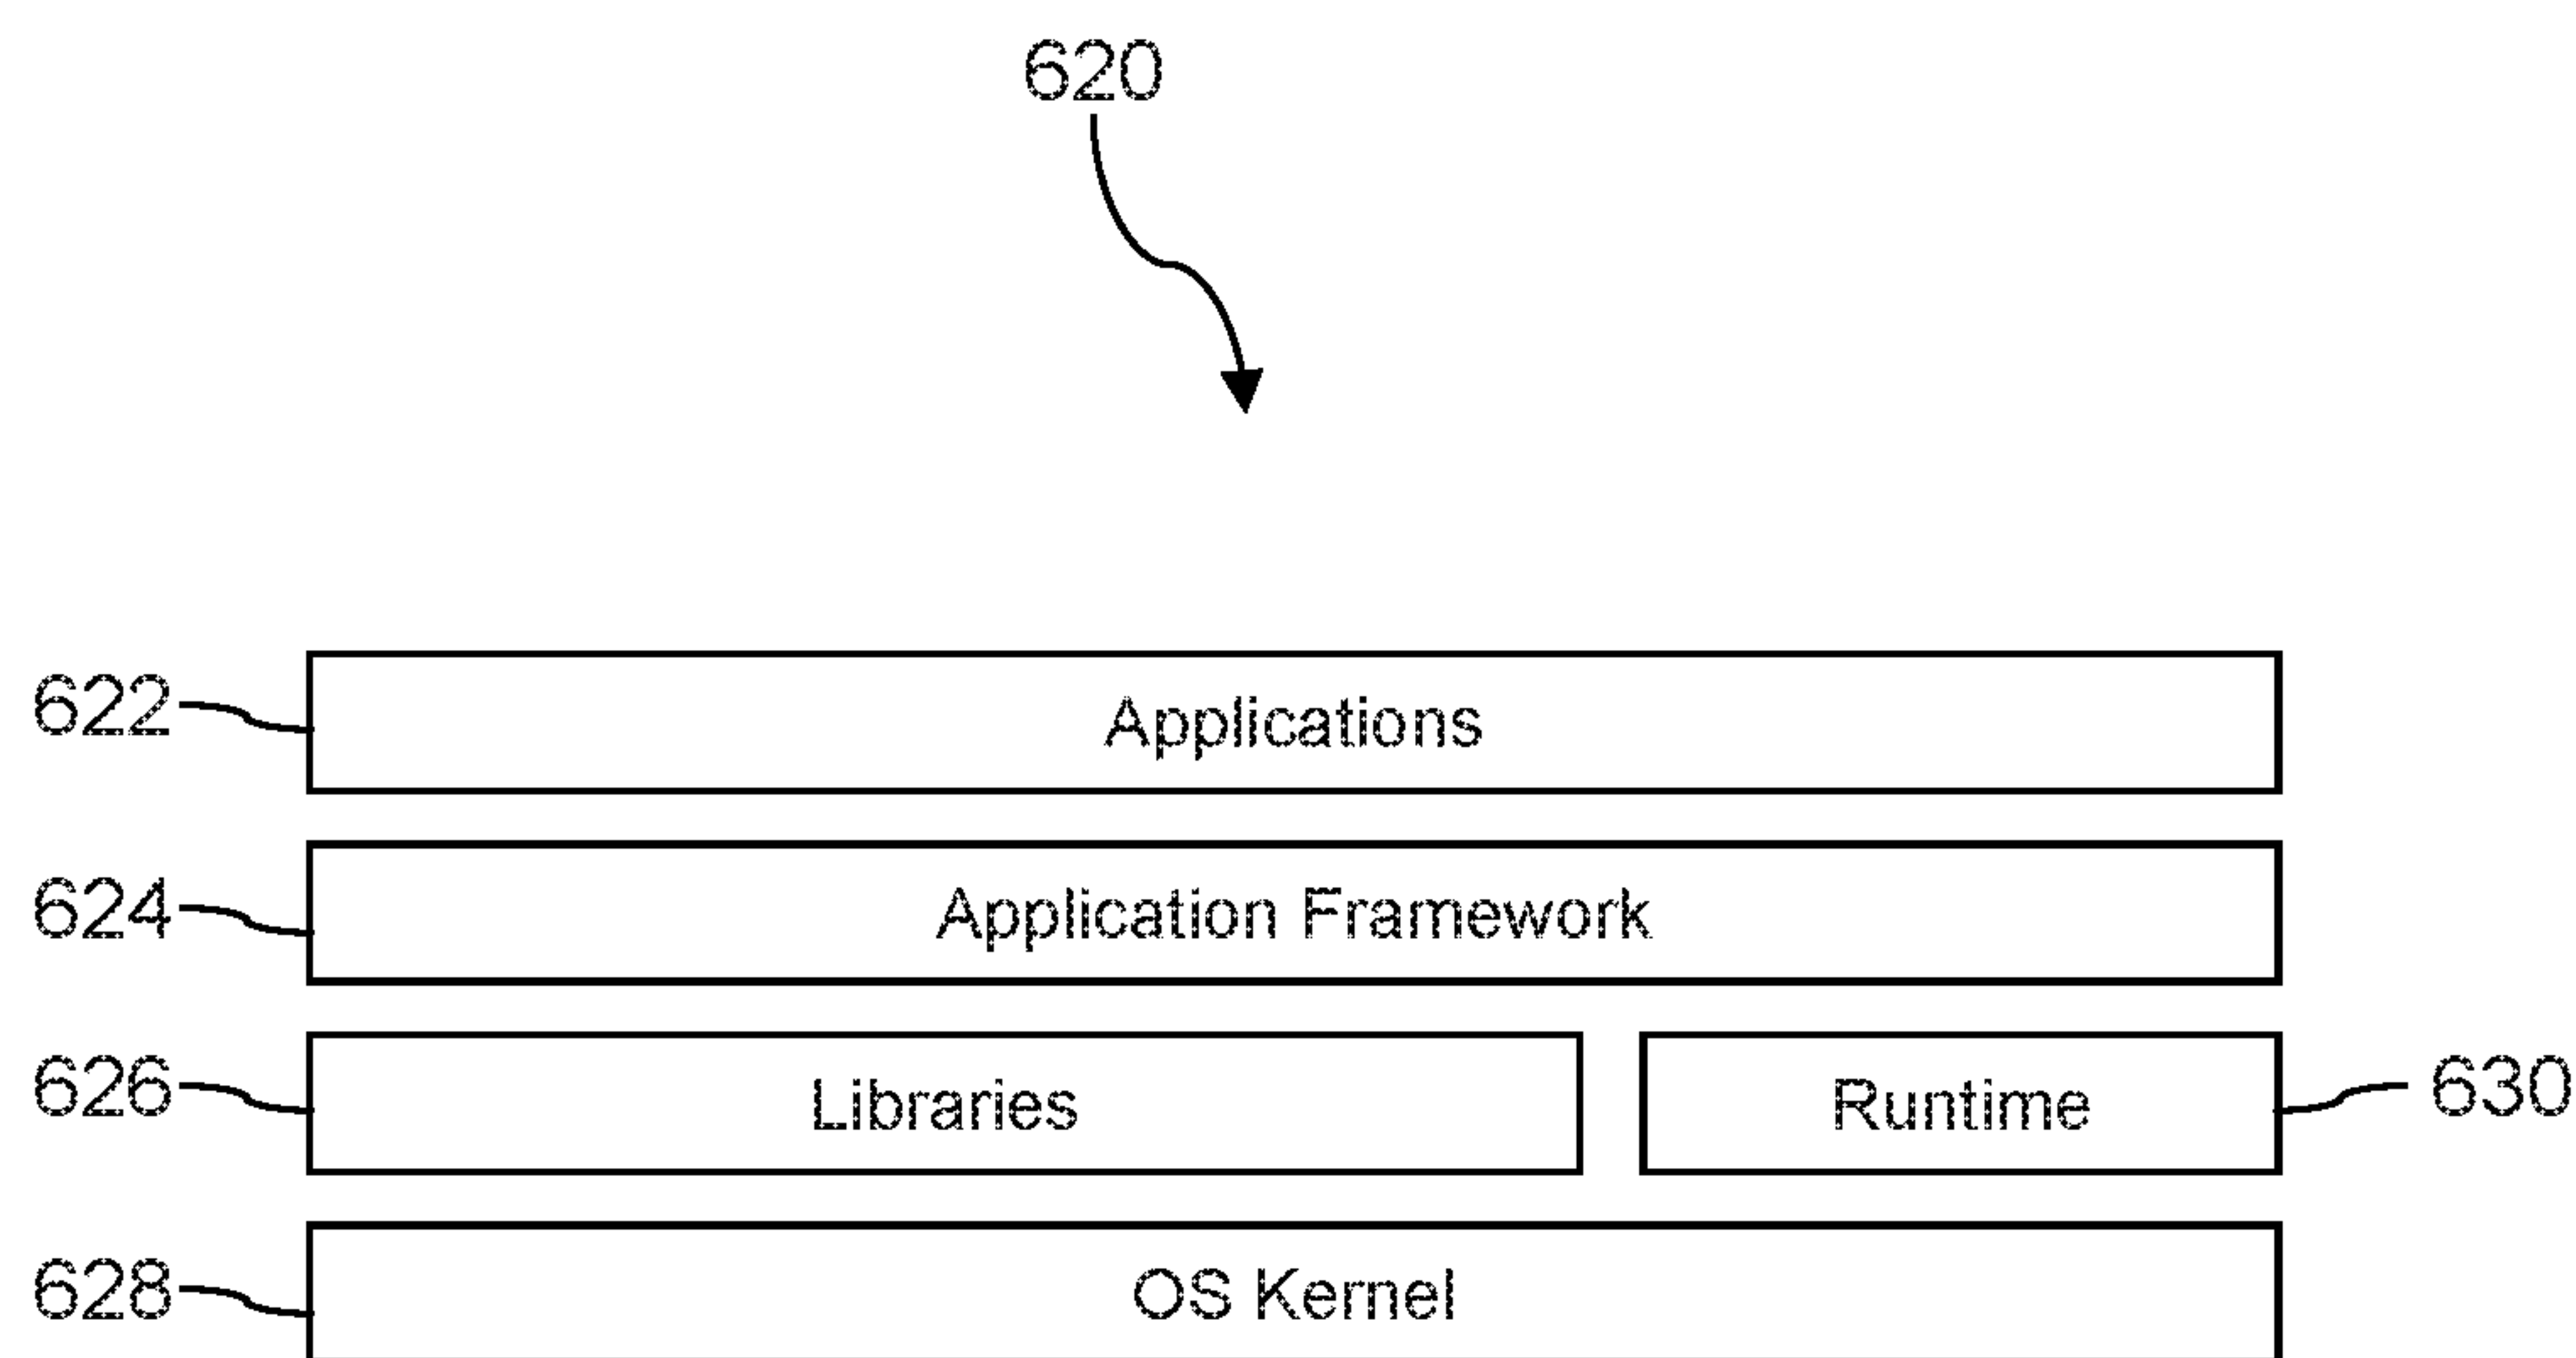 620
622
Applications
624
Application Framework
626
Libraries
Runtime
630
628
OS Kernel